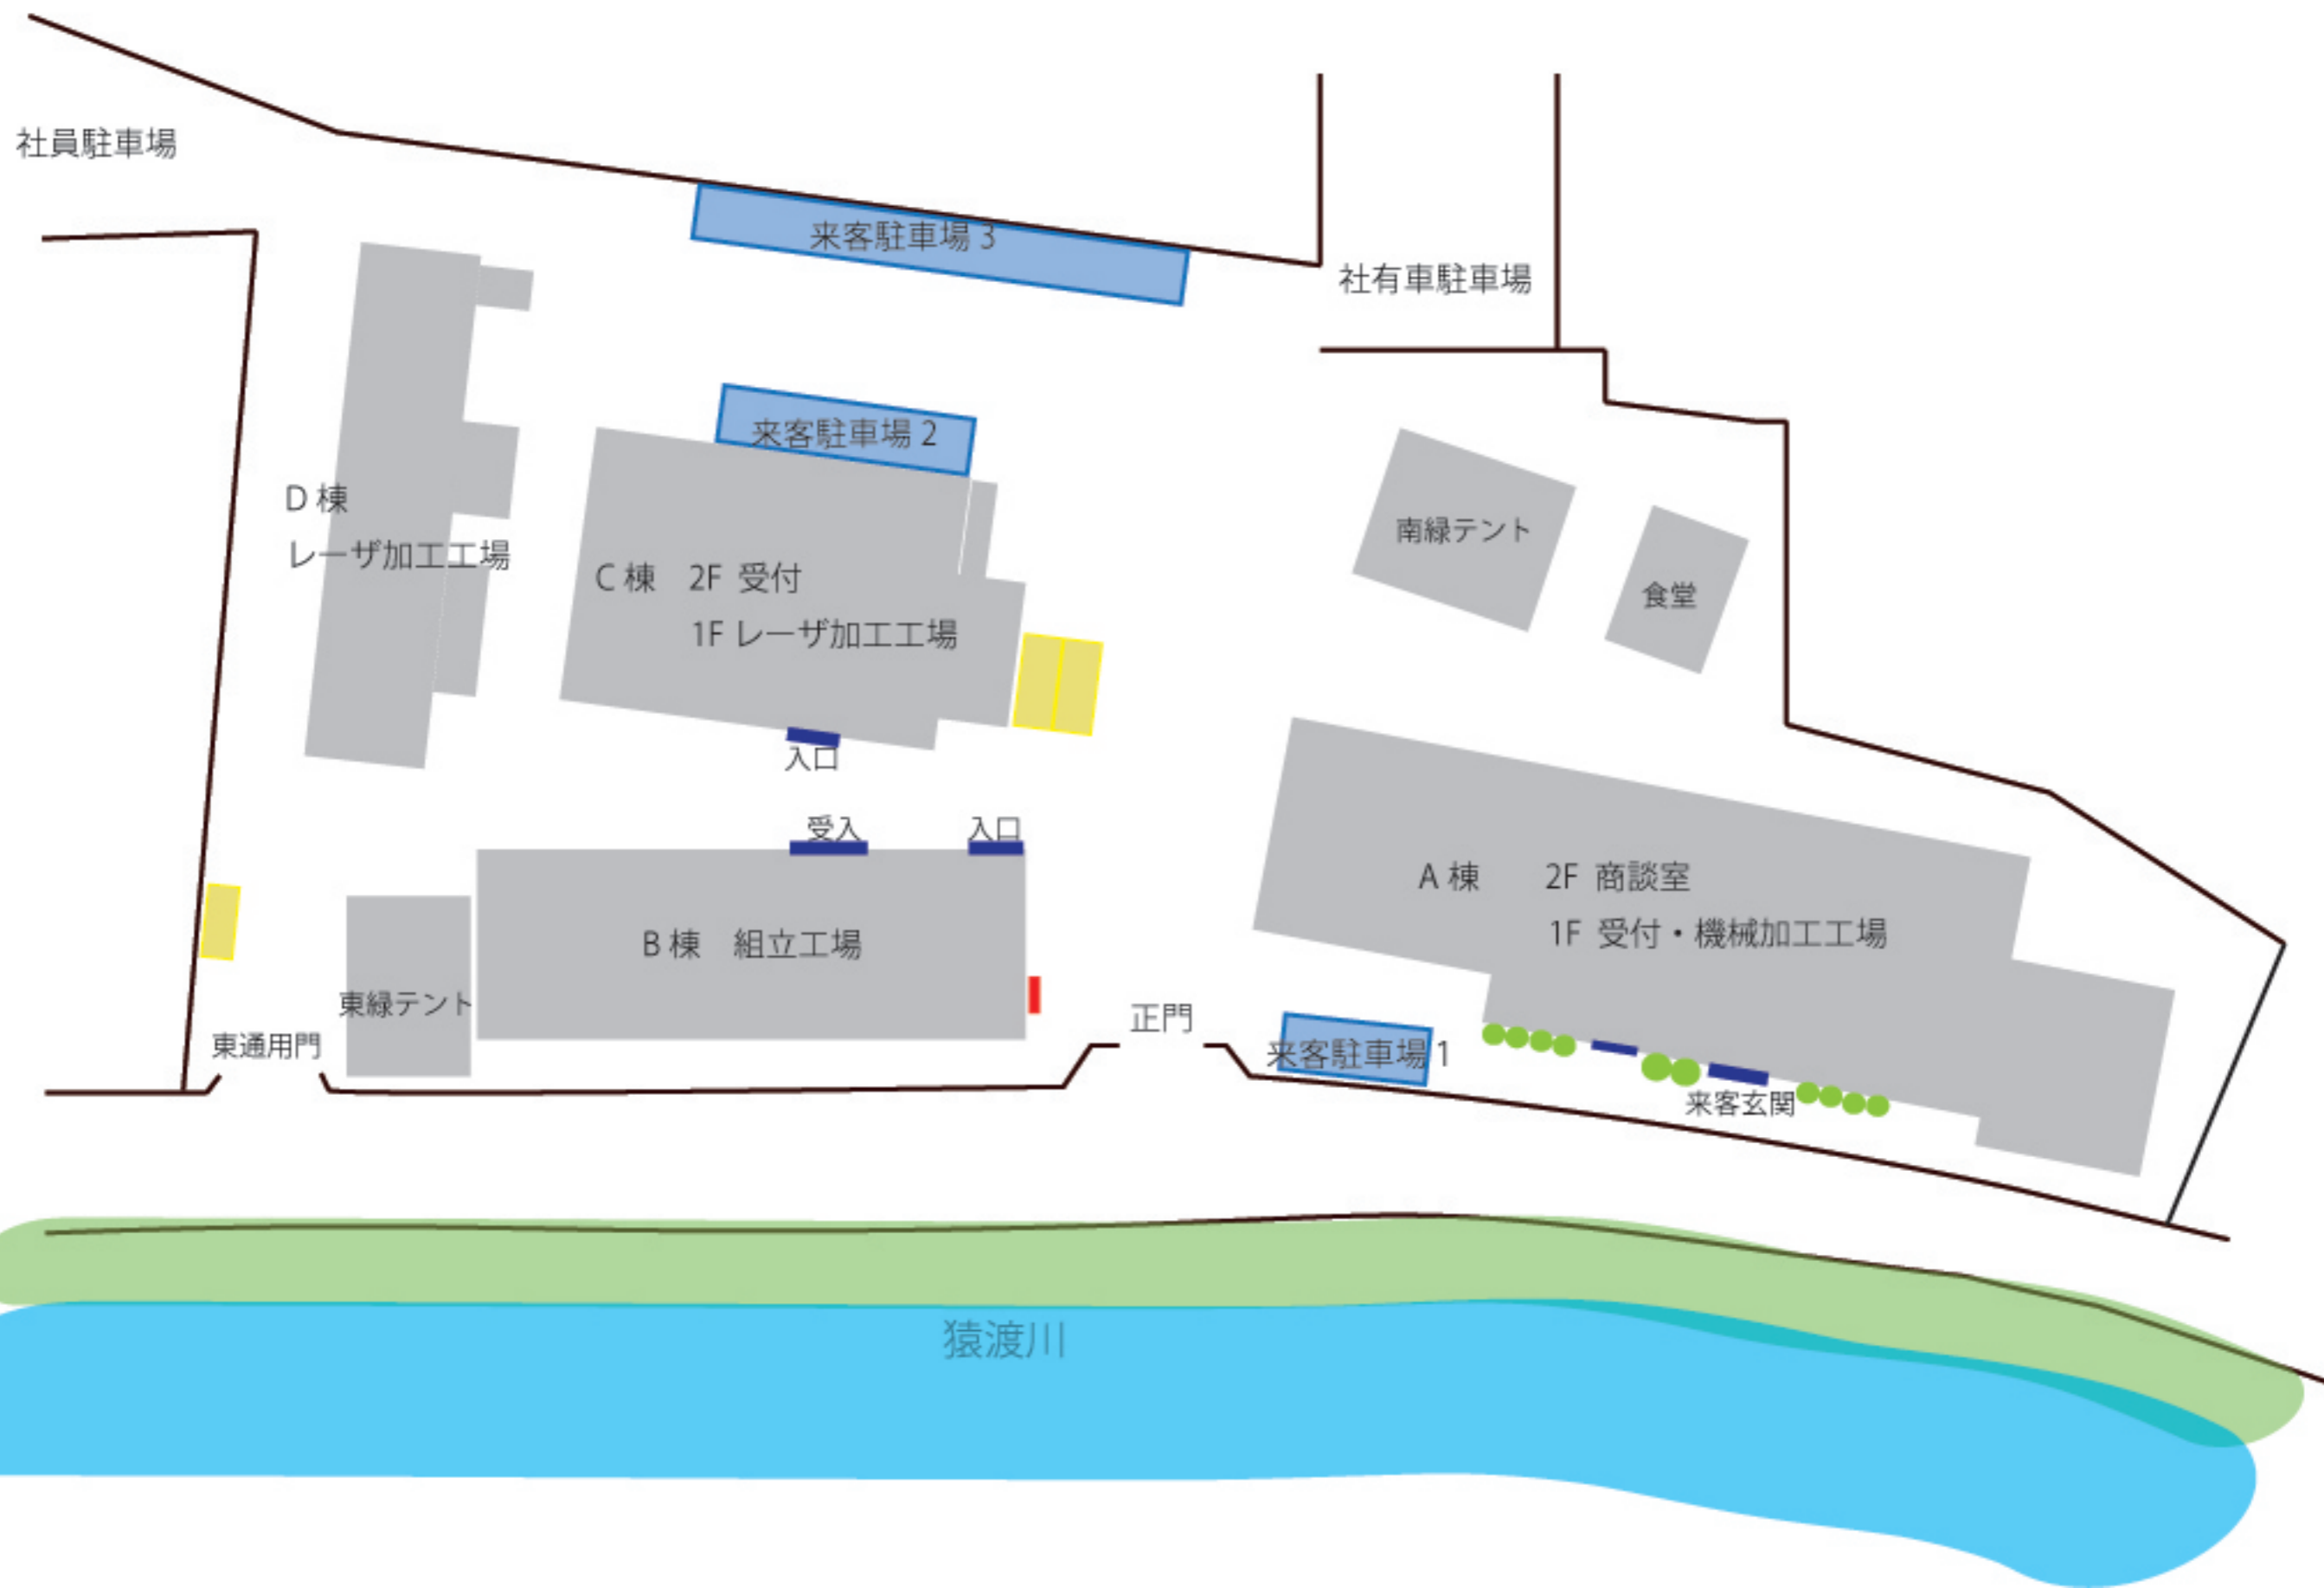 社員駐車場
来客駐車場 3
社有車駐車場
来客駐車場 2
D 棟
レーザ加工工場
C 棟 2F 受付
1F レーザ加工工場
南緑テント
食堂
入口
受入
入口
A 棟 2F 商談室
1F 受付・機械加工工場
B 棟 組立工場
東緑テント
東通用門
正門
来客駐車場 1
来客玄関
猿渡川